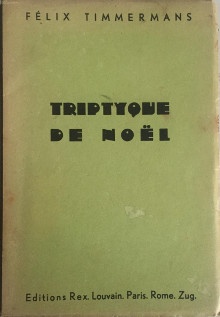 FÉLIX TIMMERMANS
TRIPTYQUE
DE NOËL
Editions Rex. Louvain. Paris. Rome. Zug.